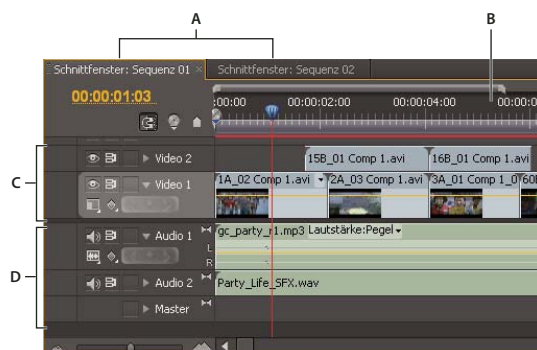 A
B
Schnittfenster: Sequenz 01 × Schnittfenster: Sequenz 02
00:00:01:03
:00:00 00:00:02:00 00:00:04:00 00:00:0
C
Video 2 15B_01 Comp 1.avi 16B_01 Comp 1.avi
Video 1 1A_02 Comp 1.avi 2A_03 Comp 1.avi 3A_01 Comp 1_0 60
D
Audio 1 gc_party_r1.mp3 Lautstärke:Pegel
L
R
Audio 2 Party_Life_SFX.wav
Master